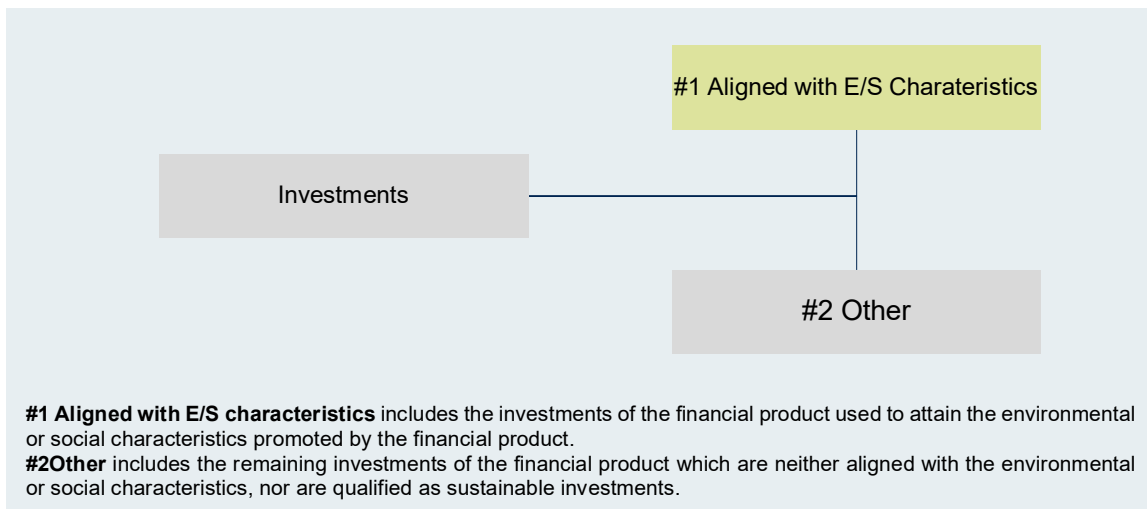 #1 Aligned with E/S Charateristics
Investments
#2 Other
#1 Aligned with E/S characteristics includes the investments of the financial product used to attain the environmental
or social characteristics promoted by the financial product.
#2Other includes the remaining investments of the financial product which are neither aligned with the environmental
or social characteristics, nor are qualified as sustainable investments.